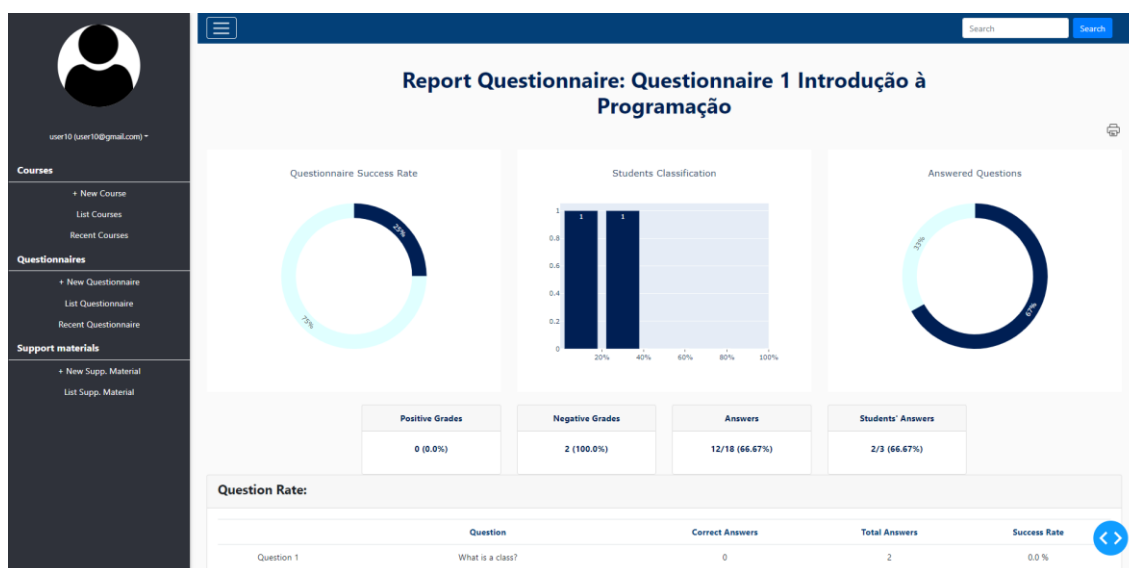 Search
Search
Report Questionnaire: Questionnaire 1 Introdução à
Programação
user10 (user10@gmail.com)
Courses
+ New Course
List Courses
Recent Courses
Questionnaires
+ New Questionnaire
List Questionnaire
Recent Questionnaire
Support materials
+ New Supp. Material
List Supp. Material
Questionnaire Success Rate
25%
75%
Students Classification
1
0.8
0.6
0.4
0.2
0
1
1
20%
40%
60%
80%
100%
Answered Questions
33%
67%
Positive Grades
0 (0.0%)
Negative Grades
2 (100.0%)
Answers
12/18 (66.67%)
Students' Answers
2/3 (66.67%)
Question Rate:
Question Correct Answers Total Answers Success Rate
Question 1 What is a class? 0 2 0.0 %